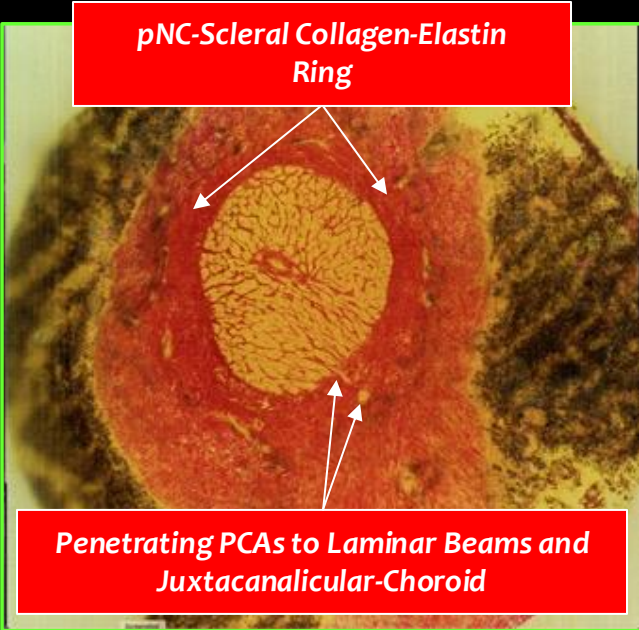 pNC-Scleral Collagen-Elastin
Ring
Penetrating PCAs to Laminar Beams and
Juxtacanalicular-Choroid